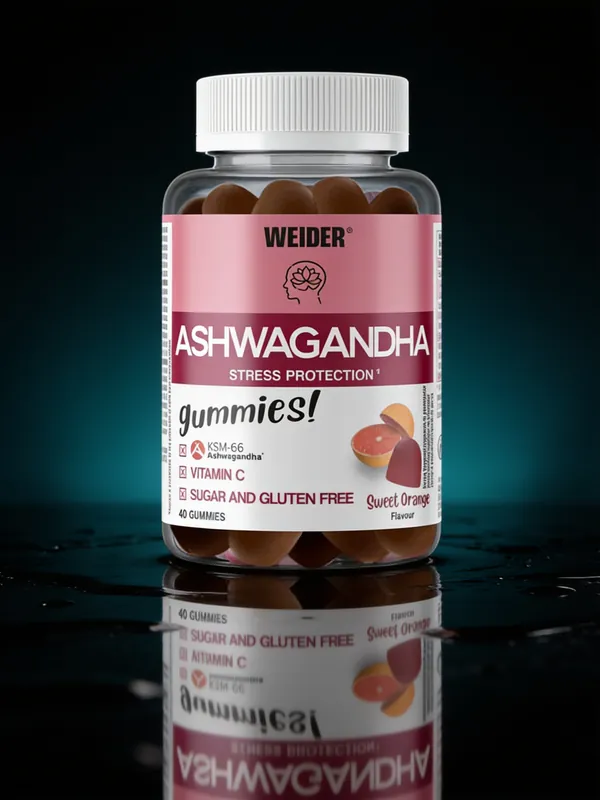 WEIDER®
ASHWAGANDHA
STRESS PROTECTION¹
gummies!
KSM-66
Ashwagandha®
VITAMIN C
SUGAR AND GLUTEN FREE
40 GUMMIES
Sweet Orange
Flavour